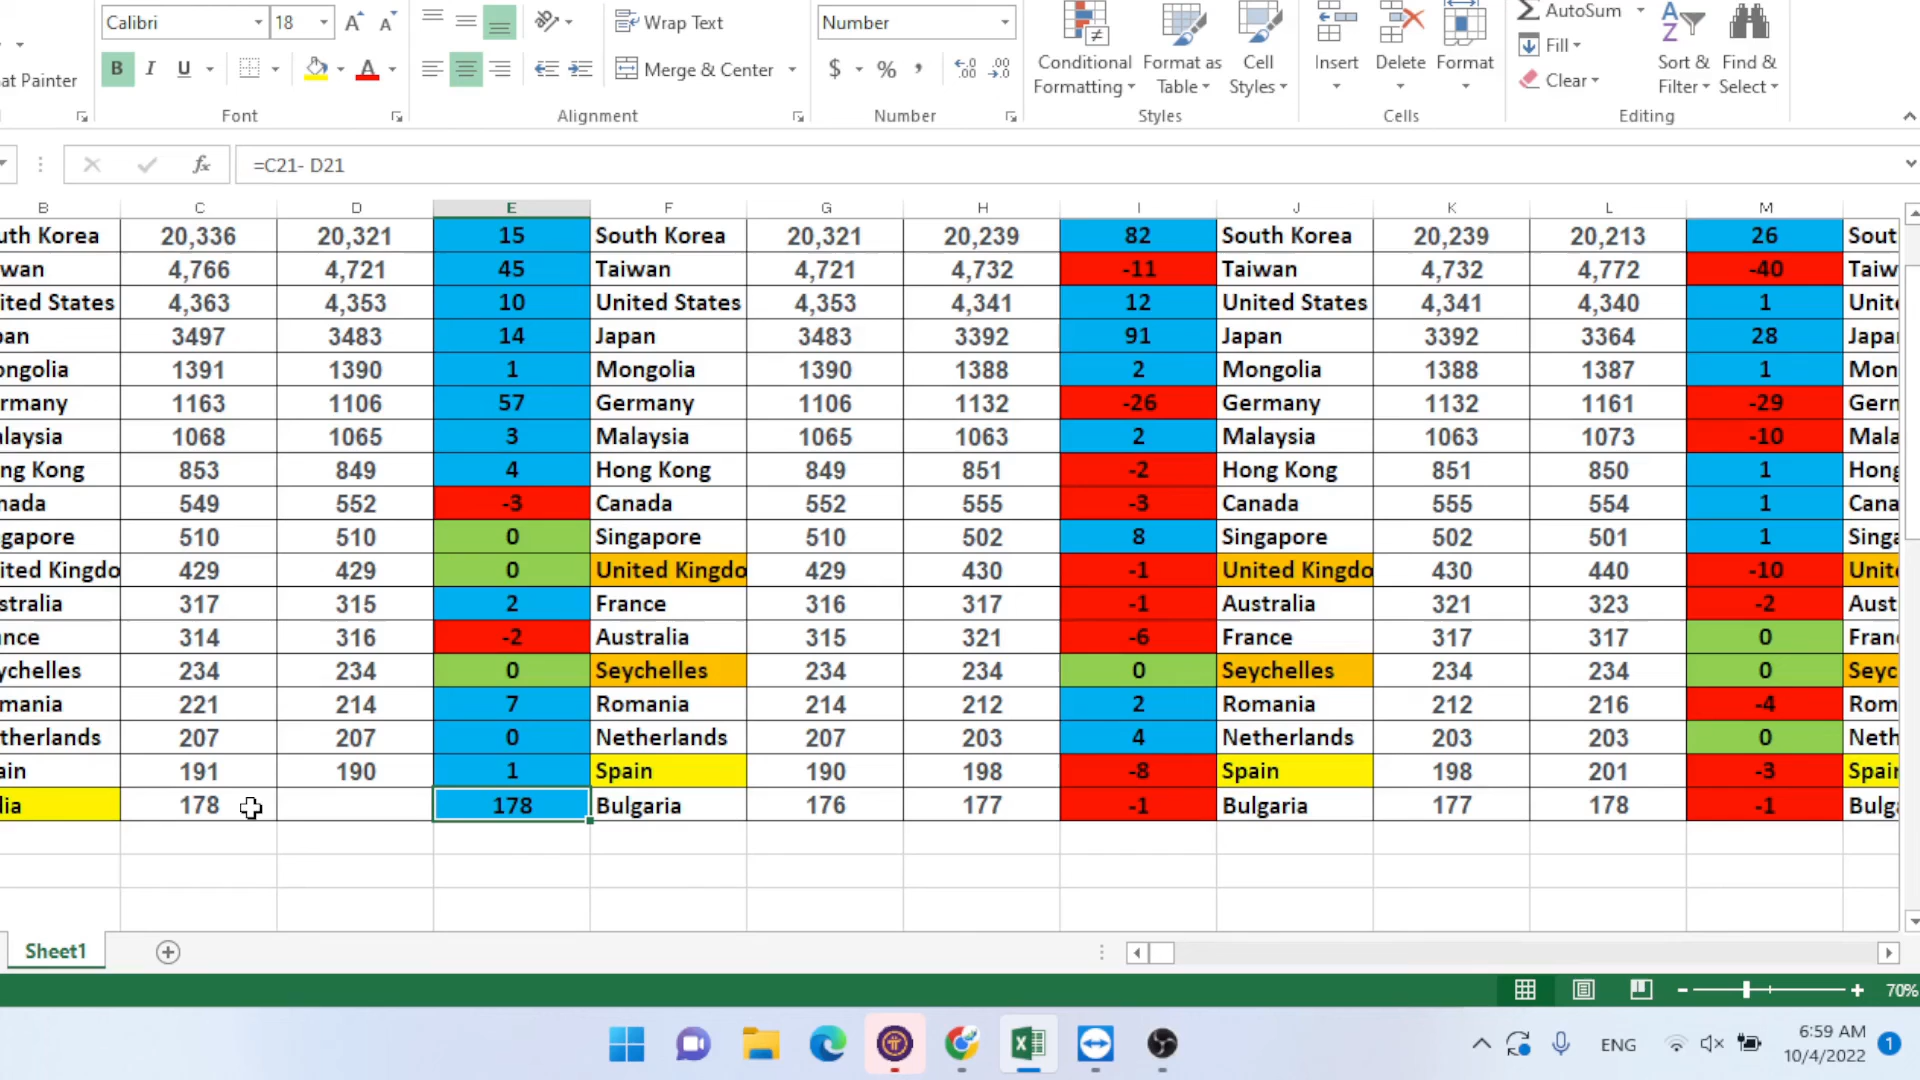 Calibri 18 Wrap Text Number AutoSum
at Painter B I U Merge & Center $ % Conditional Formatting Format as Table Cell Styles Insert Delete Format Fill Clear Sort & Filter Find & Select
Font Alignment Number Styles Cells Editing
fx =C21- D21
B C D E F G H I J K L M
uth Korea 20,336 20,321 15 South Korea 20,321 20,239 82 South Korea 20,239 20,213 26 Sout
wan 4,766 4,721 45 Taiwan 4,721 4,732 -11 Taiwan 4,732 4,772 -40 Taiw
ited States 4,363 4,353 10 United States 4,353 4,341 12 United States 4,341 4,340 1 Unit
pan 3497 3483 14 Japan 3483 3392 91 Japan 3392 3364 28 Japa
ongolia 1391 1390 1 Mongolia 1390 1388 2 Mongolia 1388 1387 1 Mon
rmany 1163 1106 57 Germany 1106 1132 -26 Germany 1132 1161 -29 Gern
alaysia 1068 1065 3 Malaysia 1065 1063 2 Malaysia 1063 1073 -10 Mala
ng Kong 853 849 4 Hong Kong 849 851 -2 Hong Kong 851 850 1 Hong
nada 549 552 -3 Canada 552 555 -3 Canada 555 554 1 Cana
gapore 510 510 0 Singapore 510 502 8 Singapore 502 501 1 Singa
ited Kingdo 429 429 0 United Kingdo 429 430 -1 United Kingdo 430 440 -10 Unit
stralia 317 315 2 France 316 317 -1 Australia 321 323 -2 Aust
nce 314 316 -2 Australia 315 321 -6 France 317 317 0 Fran
ychelles 234 234 0 Seychelles 234 234 0 Seychelles 234 234 0 Seyc
mania 221 214 7 Romania 214 212 2 Romania 212 216 -4 Rom
therlands 207 207 0 Netherlands 207 203 4 Netherlands 203 203 0 Neth
ain 191 190 1 Spain 190 198 -8 Spain 198 201 -3 Spain
lia 178 178 Bulgaria 176 177 -1 Bulgaria 177 178 -1 Bulg
Sheet1
70%
ENG 6:59 AM
10/4/2022 1